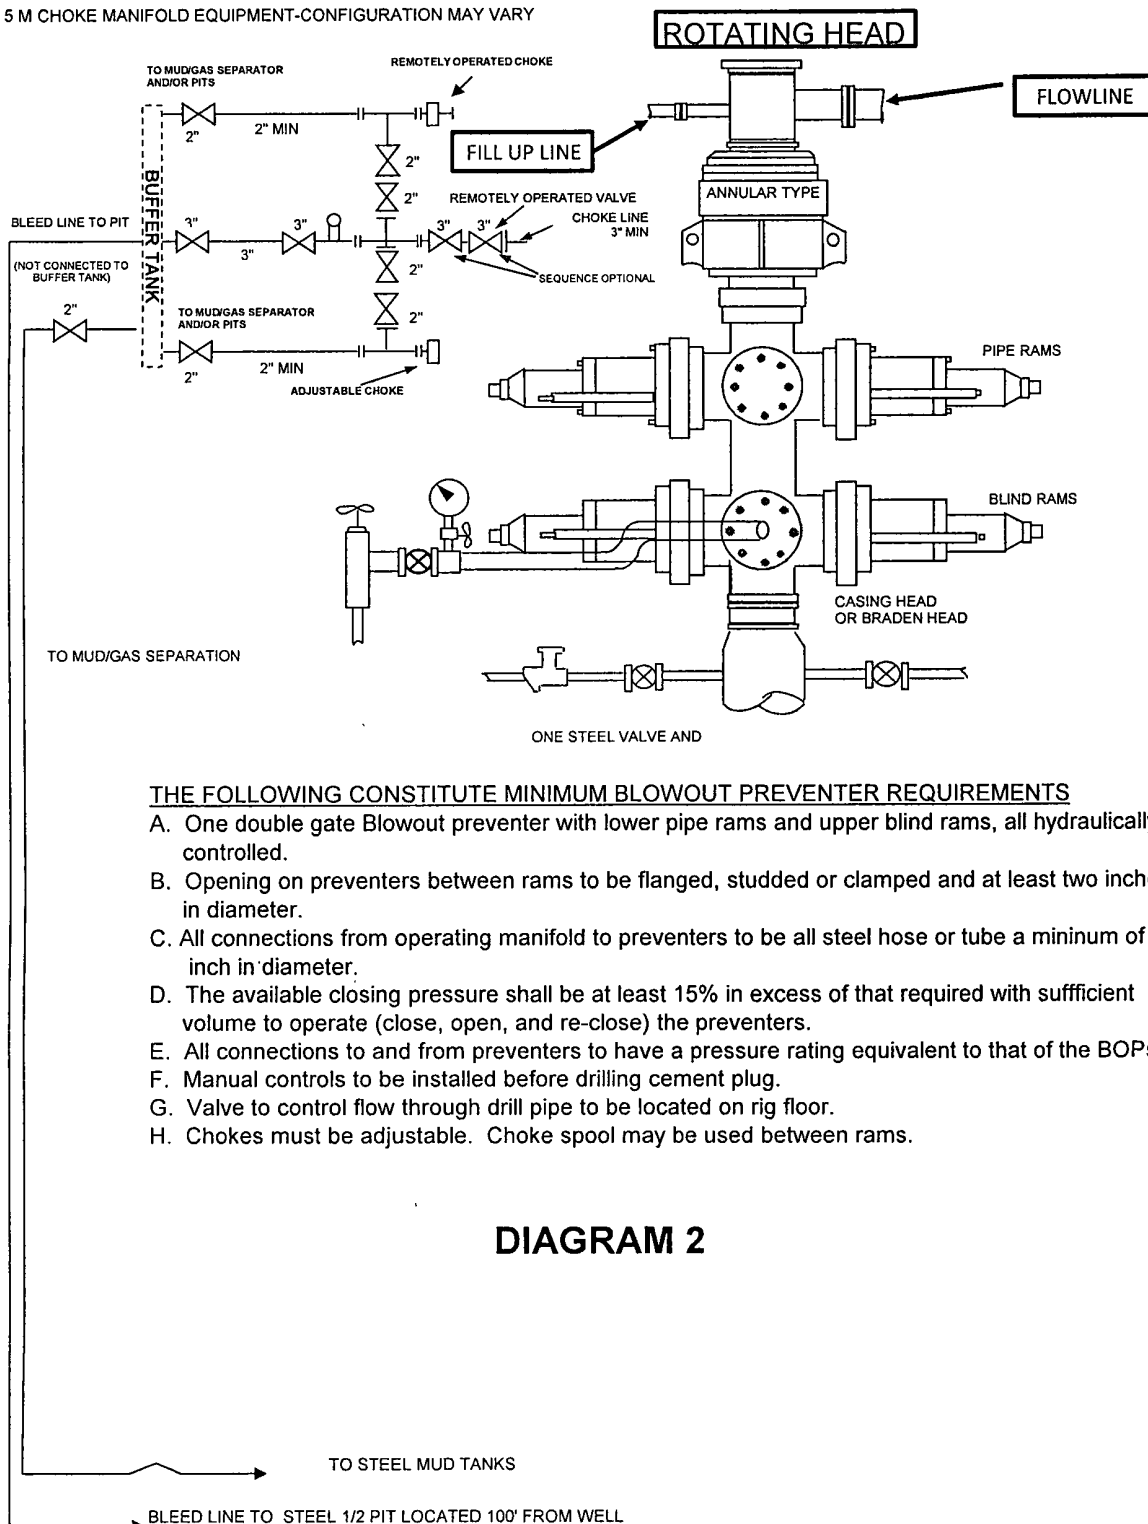 5 M CHOKE MANIFOLD EQUIPMENT-CONFIGURATION MAY VARY
ROTATING HEAD
REMOTELY OPERATED CHOKE
TO MUD/GAS SEPARATOR
AND/OR PITS
FLOWLINE
2"
2" MIN
FILL UP LINE
2"
2"
BUFFER TANK
ANNULAR TYPE
REMOTELY OPERATED VALVE
BLEED LINE TO PIT
3"
3"
3"
3"
CHOKE LINE
3" MIN
3"
(NOT CONNECTED TO
BUFFER TANK)
2"
SEQUENCE OPTIONAL
2"
TO MUD/GAS SEPARATOR
AND/OR PITS
2"
PIPE RAMS
2"
2" MIN
ADJUSTABLE CHOKE
BLIND RAMS
CASING HEAD
OR BRADEN HEAD
TO MUD/GAS SEPARATION
ONE STEEL VALVE AND
THE FOLLOWING CONSTITUTE MINIMUM BLOWOUT PREVENTER REQUIREMENTS
A. One double gate Blowout preventer with lower pipe rams and upper blind rams, all hydraulicall
controlled.
B. Opening on preventers between rams to be flanged, studded or clamped and at least two inch
in diameter.
C. All connections from operating manifold to preventers to be all steel hose or tube a mininum of
inch in diameter.
D. The available closing pressure shall be at least 15% in excess of that required with suffficient
volume to operate (close, open, and re-close) the preventers.
E. All connections to and from preventers to have a pressure rating equivalent to that of the BOPs
F. Manual controls to be installed before drilling cement plug.
G. Valve to control flow through drill pipe to be located on rig floor.
H. Chokes must be adjustable. Choke spool may be used between rams.
DIAGRAM 2
TO STEEL MUD TANKS
BLEED LINE TO STEEL 1/2 PIT LOCATED 100' FROM WELL